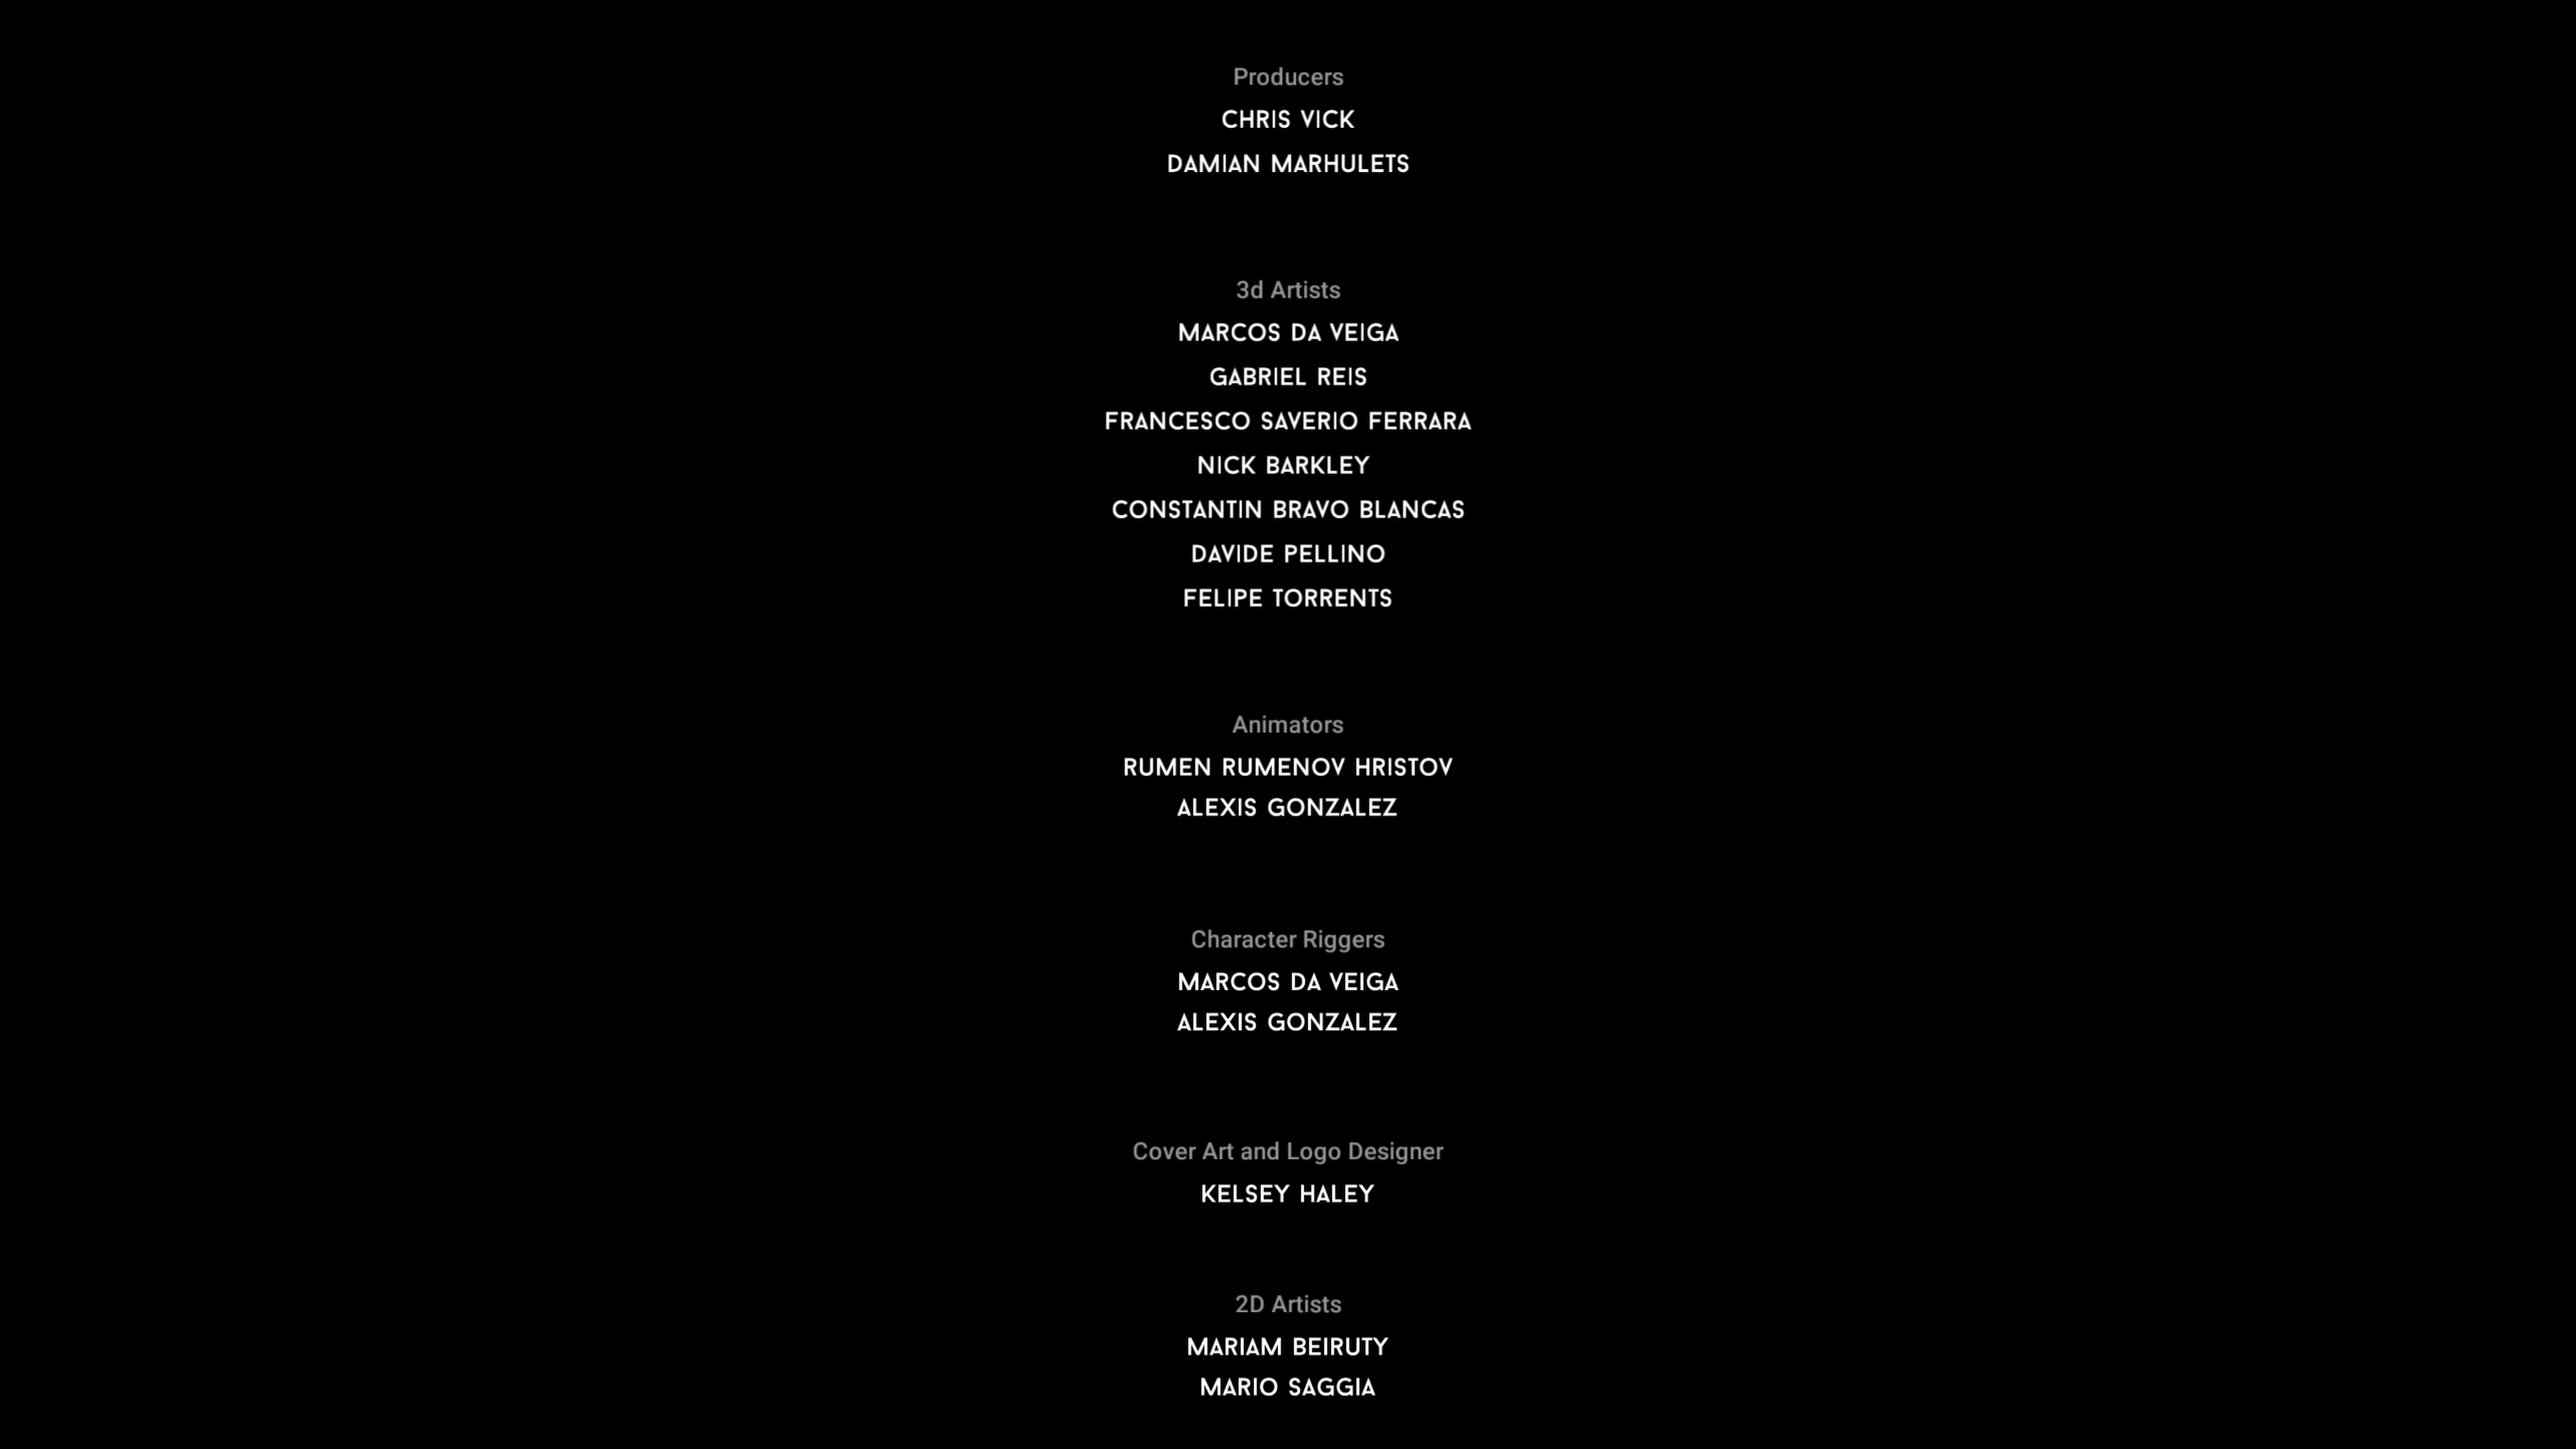 Producers
CHRIS VICK
DAMIAN MARHULETS
3d Artists
MARCOS DA VEIGA
GABRIEL REIS
FRANCESCO SAVERIO FERRARA
NICK BARKLEY
CONSTANTIN BRAVO BLANCAS
DAVIDE PELLINO
FELIPE TORRENTS
Animators
RUMEN RUMENOV HRISTOV
ALEXIS GONZALEZ
Character Riggers
MARCOS DA VEIGA
ALEXIS GONZALEZ
Cover Art and Logo Designer
KELSEY HALEY
2D Artists
MARIAM BEIRUTY
MARIO SAGGIA